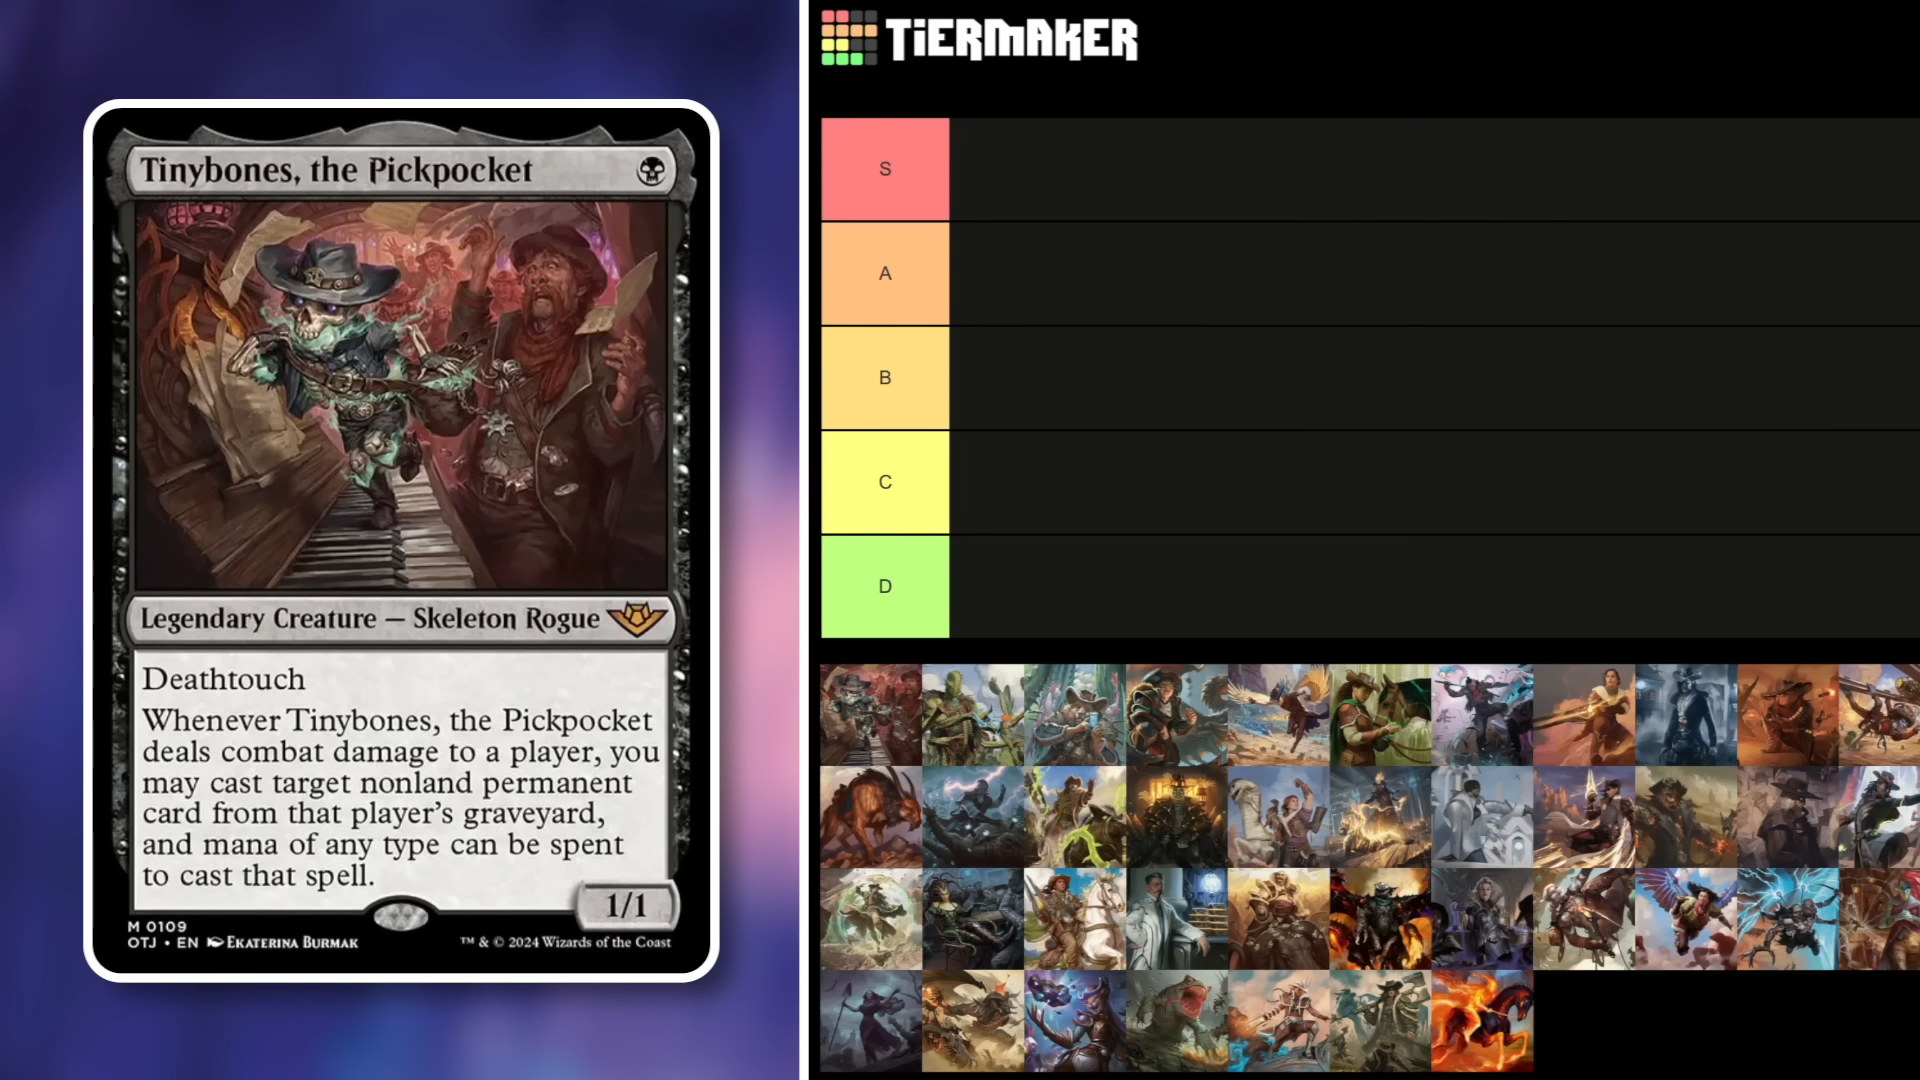 Tinybones, the Pickpocket
Legendary Creature — Skeleton Rogue
Deathtouch
Whenever Tinybones, the Pickpocket
deals combat damage to a player, you
may cast target nonland permanent
card from that player's graveyard,
and mana of any type can be spent
to cast that spell.
1/1
M 0109
OTJ • EN EKATERINA BURMAK
™ & © 2024 Wizards of the Coast
TiERMAKER
S
A
B
C
D